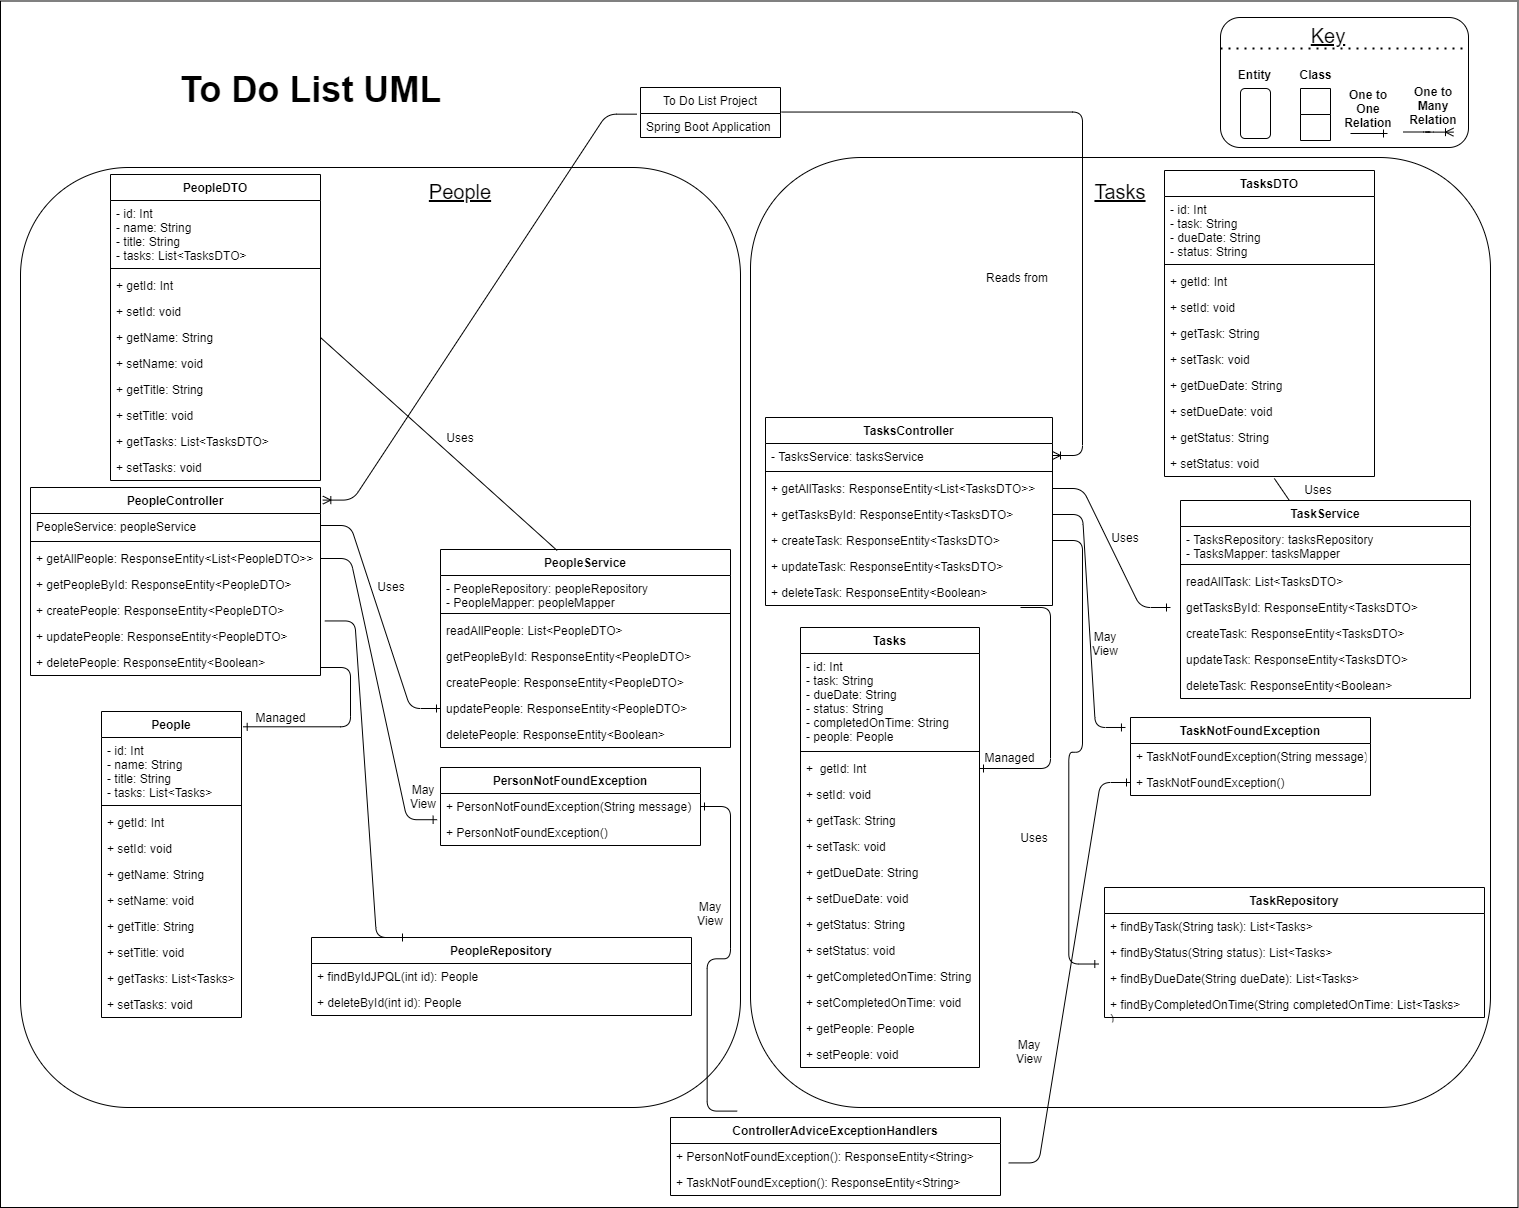 To Do List UML
Key
Entity
Class
One to
One
Relation
One to
Many
Relation
To Do List Project
Spring Boot Application
People
PeopleDTO
- id: Int
- name: String
- title: String
- tasks: List<TasksDTO>
+ getId: Int
+ setId: void
+ getName: String
+ setName: void
+ getTitle: String
+ setTitle: void
+ getTasks: List<TasksDTO>
+ setTasks: void
Uses
PeopleController
PeopleService: peopleService
+ getAllPeople: ResponseEntity<List<PeopleDTO>>
+ getPeopleById: ResponseEntity<PeopleDTO>
+ createPeople: ResponseEntity<PeopleDTO>
+ updatePeople: ResponseEntity<PeopleDTO>
+ deletePeople: ResponseEntity<Boolean>
Uses
PeopleService
- PeopleRepository: peopleRepository
- PeopleMapper: peopleMapper
readAllPeople: List<PeopleDTO>
getPeopleById: ResponseEntity<PeopleDTO>
createPeople: ResponseEntity<PeopleDTO>
updatePeople: ResponseEntity<PeopleDTO>
deletePeople: ResponseEntity<Boolean>
Managed
People
- id: Int
- name: String
- title: String
- tasks: List<Tasks>
+ getId: Int
+ setId: void
+ getName: String
+ setName: void
+ getTitle: String
+ setTitle: void
+ getTasks: List<Tasks>
+ setTasks: void
May
View
PersonNotFoundException
+ PersonNotFoundException(String message)
+ PersonNotFoundException()
May
View
PeopleRepository
+ findByIdJPQL(int id): People
+ deleteById(int id): People
Tasks
Reads from
TasksDTO
- id: Int
- task: String
- dueDate: String
- status: String
+ getId: Int
+ setId: void
+ getTask: String
+ setTask: void
+ getDueDate: String
+ setDueDate: void
+ getStatus: String
+ setStatus: void
Uses
TasksController
- TasksService: tasksService
+ getAllTasks: ResponseEntity<List<TasksDTO>>
+ getTasksById: ResponseEntity<TasksDTO>
+ createTask: ResponseEntity<TasksDTO>
+ updateTask: ResponseEntity<TasksDTO>
+ deleteTask: ResponseEntity<Boolean>
Uses
TaskService
- TasksRepository: tasksRepository
- TasksMapper: tasksMapper
readAllTask: List<TasksDTO>
getTasksById: ResponseEntity<TasksDTO>
createTask: ResponseEntity<TasksDTO>
updateTask: ResponseEntity<TasksDTO>
deleteTask: ResponseEntity<Boolean>
May
View
Tasks
- id: Int
- task: String
- dueDate: String
- status: String
- completedOnTime: String
- people: People
+ getId: Int
+ setId: void
+ getTask: String
+ setTask: void
+ getDueDate: String
+ setDueDate: void
+ getStatus: String
+ setStatus: void
+ getCompletedOnTime: String
+ setCompletedOnTime: void
+ getPeople: People
+ setPeople: void
Managed
TaskNotFoundException
+ TaskNotFoundException(String message)
+ TaskNotFoundException()
Uses
TaskRepository
+ findByTask(String task): List<Tasks>
+ findByStatus(String status): List<Tasks>
+ findByDueDate(String dueDate): List<Tasks>
+ findByCompletedOnTime(String completedOnTime: List<Tasks>
)
May
View
ControllerAdviceExceptionHandlers
+ PersonNotFoundException(): ResponseEntity<String>
+ TaskNotFoundException(): ResponseEntity<String>